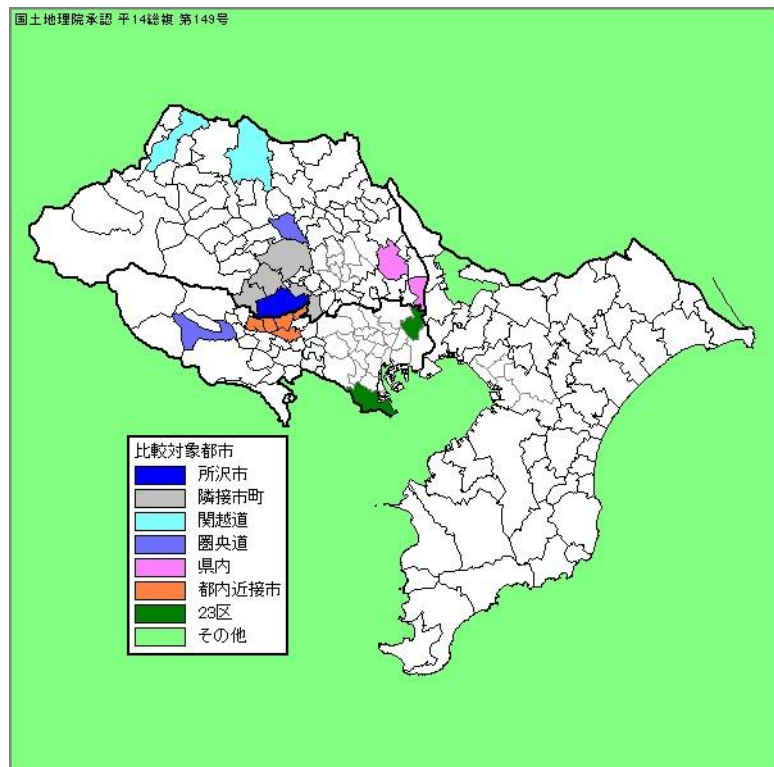 国土地理院承認 平14総複 第149号
比較対象都市
所沢市
隣接市町
関越道
圏央道
県内
都内近接市
23区
その他